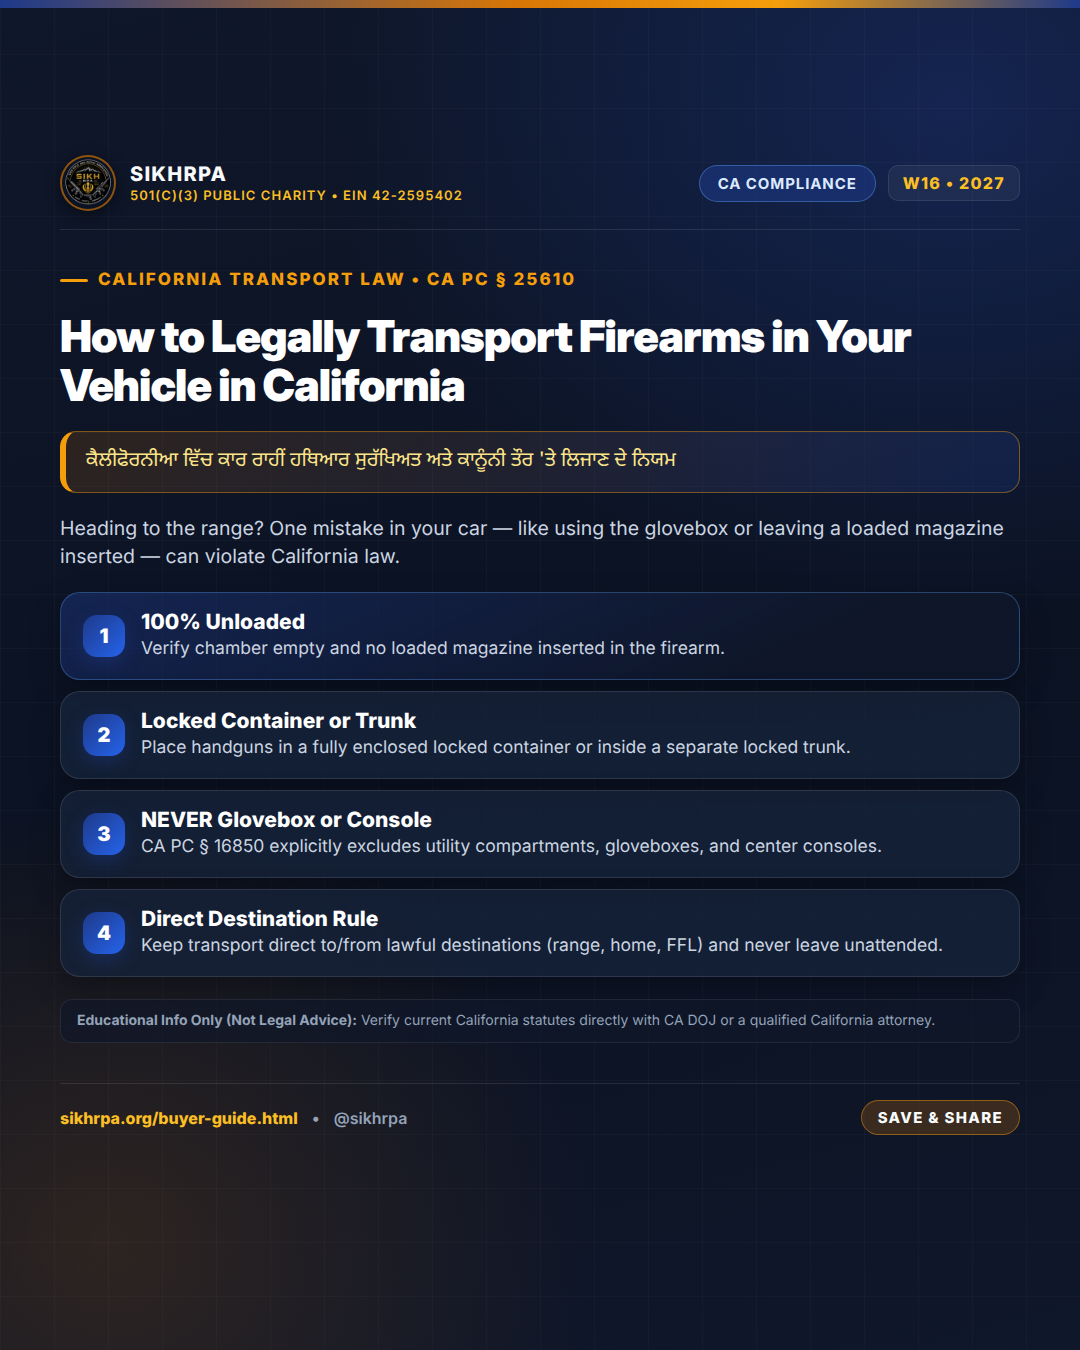 SIKH
SIKHRPA
501(C)(3) PUBLIC CHARITY • EIN 42-2595402
CA COMPLIANCE
W16 • 2027
CALIFORNIA TRANSPORT LAW • CA PC § 25610
How to Legally Transport Firearms in Your
Vehicle in California
ਕੈਲੀਫੋਰਨੀਆ ਵਿੱਚ ਕਾਰ ਰਾਹੀਂ ਹਥਿਆਰ ਸੁਰੱਖਿਅਤ ਅਤੇ ਕਾਨੂੰਨੀ ਤੌਰ 'ਤੇ ਲਿਜਾਣ ਦੇ ਨਿਯਮ
Heading to the range? One mistake in your car — like using the glovebox or leaving a loaded magazine
inserted — can violate California law.
1
100% Unloaded
Verify chamber empty and no loaded magazine inserted in the firearm.
2
Locked Container or Trunk
Place handguns in a fully enclosed locked container or inside a separate locked trunk.
3
NEVER Glovebox or Console
CA PC § 16850 explicitly excludes utility compartments, gloveboxes, and center consoles.
4
Direct Destination Rule
Keep transport direct to/from lawful destinations (range, home, FFL) and never leave unattended.
Educational Info Only (Not Legal Advice): Verify current California statutes directly with CA DOJ or a qualified California attorney.
sikhrpa.org/buyer-guide.html • @sikhrpa
SAVE & SHARE